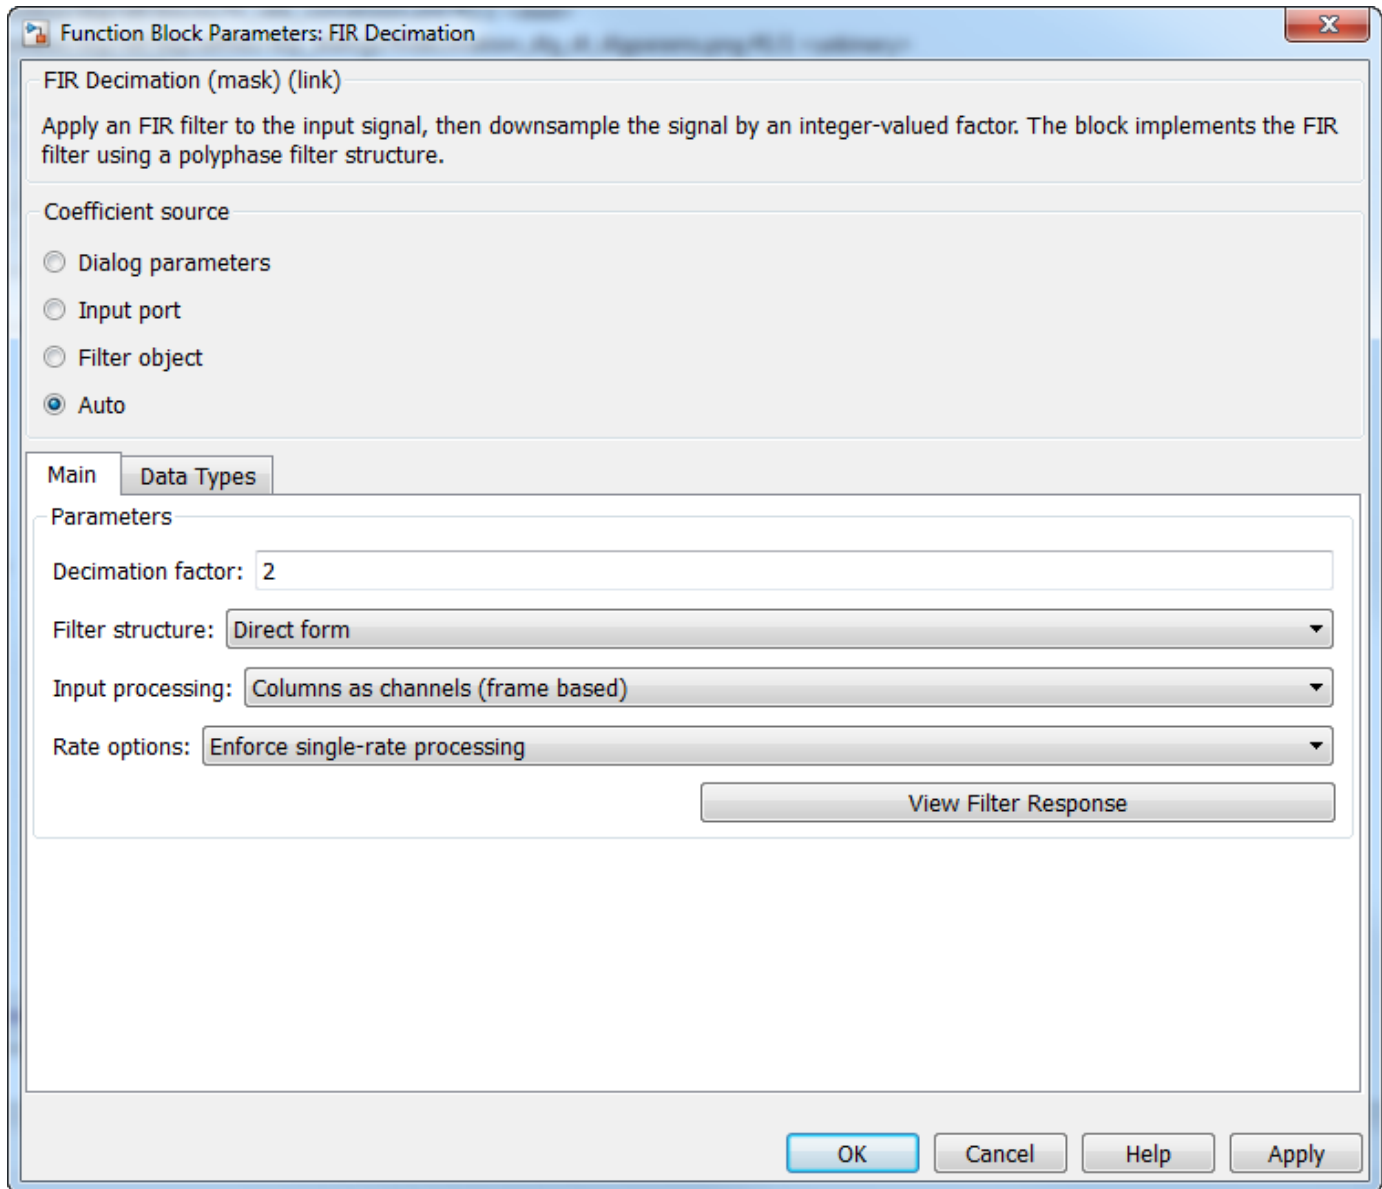 Function Block Parameters: FIR Decimation
FIR Decimation (mask) (link)
Apply an FIR filter to the input signal, then downsample the signal by an integer-valued factor. The block implements the FIR
filter using a polyphase filter structure.
Coefficient source
Dialog parameters
Input port
Filter object
Auto
Main Data Types
Parameters
Decimation factor: 2
Filter structure: Direct form
Input processing: Columns as channels (frame based)
Rate options: Enforce single-rate processing
View Filter Response
OK Cancel Help Apply